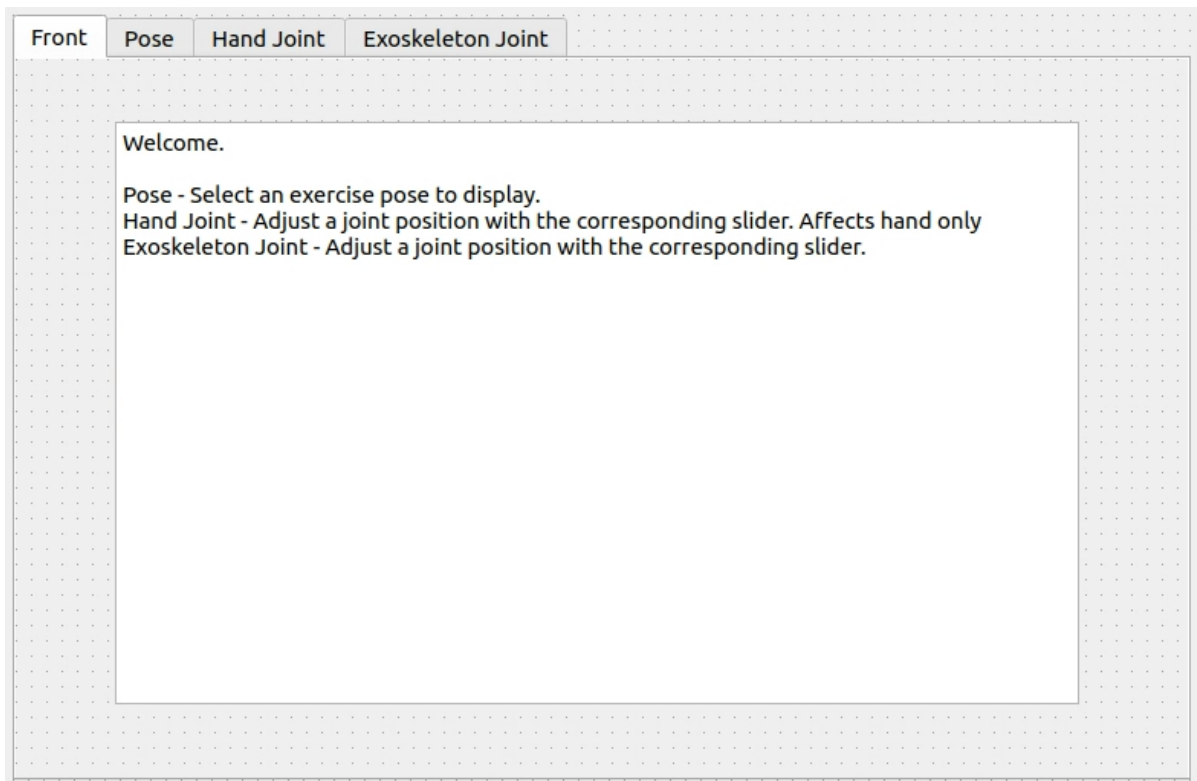 Front Pose Hand Joint Exoskeleton Joint
Welcome.
Pose - Select an exercise pose to display.
Hand Joint - Adjust a joint position with the corresponding slider. Affects hand only
Exoskeleton Joint - Adjust a joint position with the corresponding slider.